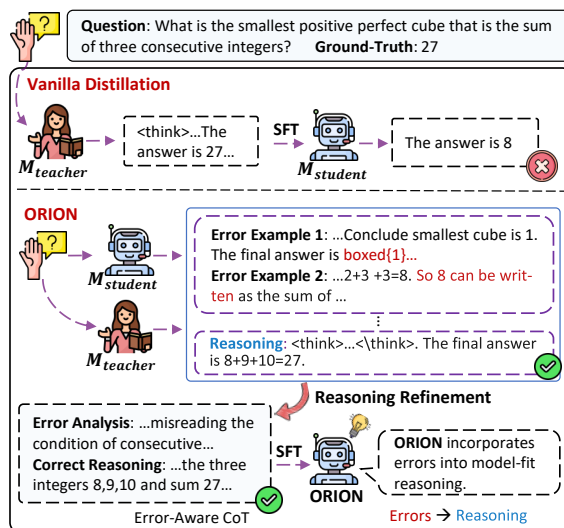 Question: What is the smallest positive perfect cube that is the sum
of three consecutive integers? Ground-Truth: 27
Vanilla Distillation
<think>...The
answer is 27...
SFT
The answer is 8
M_teacher
M_student
ORION
Error Example 1: ...Conclude smallest cube is 1.
The final answer is boxed{1}...
Error Example 2: ...2+3 +3=8. So 8 can be writ-
ten as the sum of ...
M_student
Reasoning: <think>...<\think>. The final answer
is 8+9+10=27.
M_teacher
Reasoning Refinement
Error Analysis: ...misreading the
condition of consecutive...
Correct Reasoning: ...the three
integers 8,9,10 and sum 27...
SFT
ORION
ORION incorporates
errors into model-fit
reasoning.
Error-Aware CoT
Errors → Reasoning